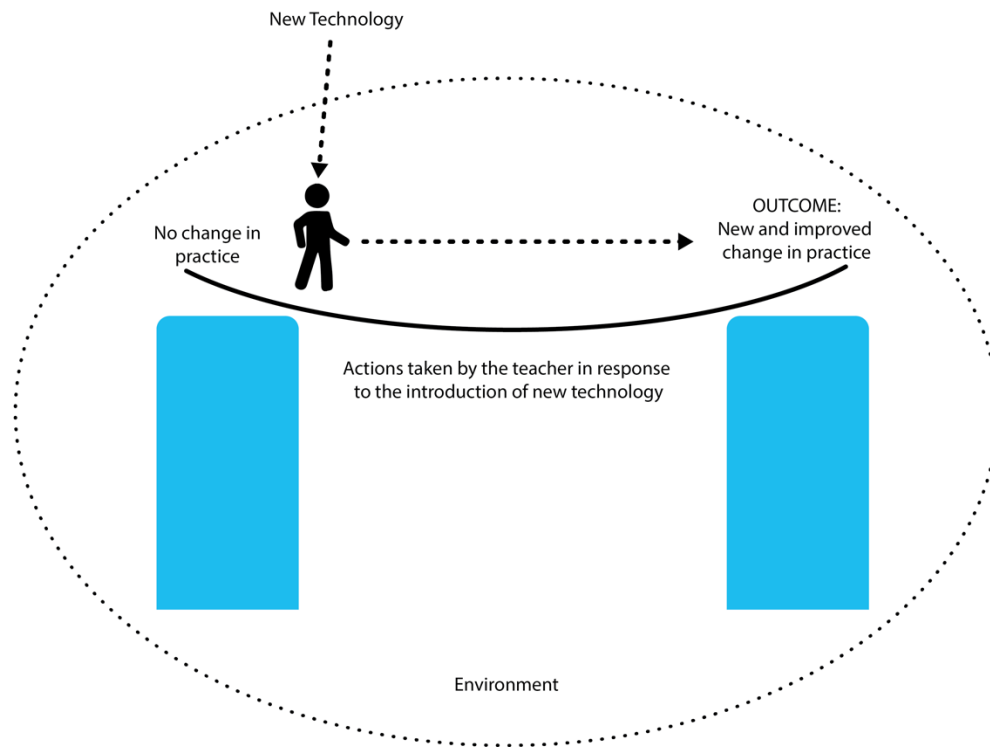 New Technology
No change in
practice
OUTCOME:
New and improved
change in practice
Actions taken by the teacher in response
to the introduction of new technology
Environment